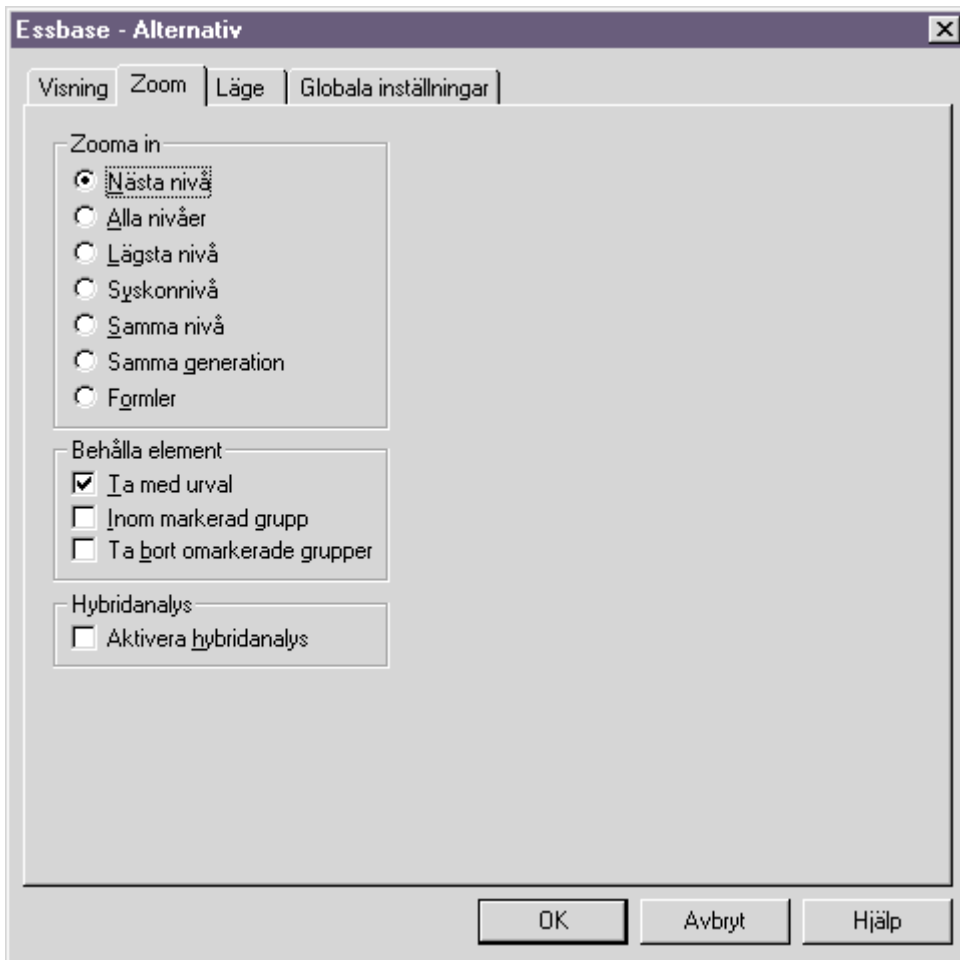 Essbase - Alternativ
Visning Zoom Läge Globala inställningar
Zooma in
Nästa nivå
Alla nivåer
Lägsta nivå
Syskonnivå
Samma nivå
Samma generation
Formler
Behålla element
Ta med urval
Inom markerad grupp
Ta bort omarkerade grupper
Hybridanalys
Aktivera hybridanalys
OK Avbryt Hjälp